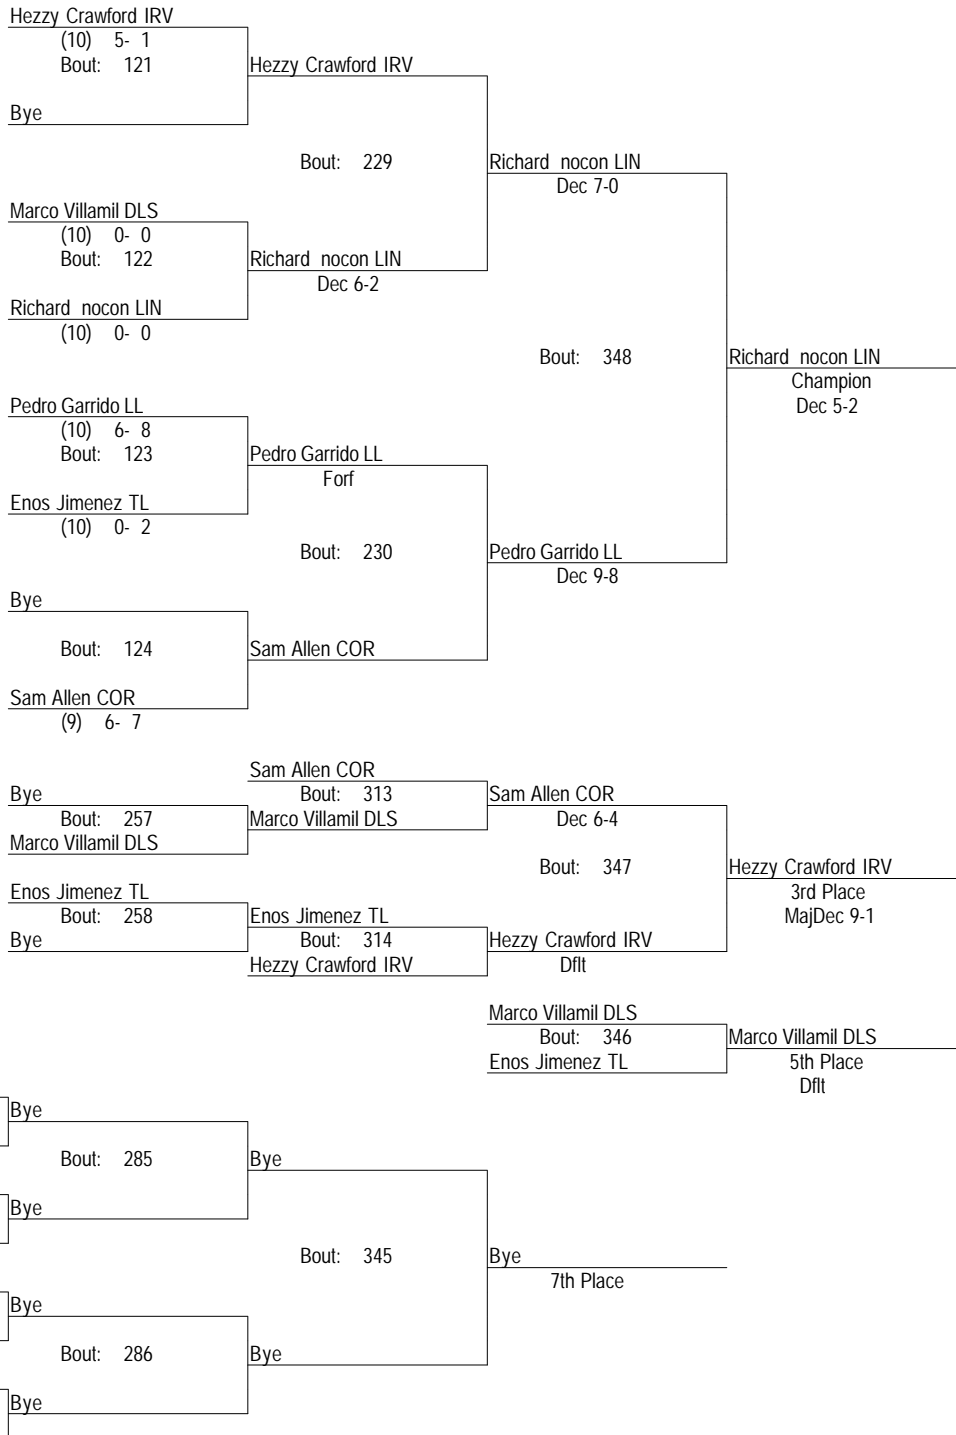 Hezzy Crawford IRV
(10) 5- 1
Bout: 121
Hezzy Crawford IRV
Bye
Bout: 229
Richard nocon LIN
Dec 7-0
Marco Villamil DLS
(10) 0- 0
Bout: 122
Richard nocon LIN
Dec 6-2
Richard nocon LIN
(10) 0- 0
Bout: 348
Richard nocon LIN
Champion
Dec 5-2
Pedro Garrido LL
(10) 6- 8
Bout: 123
Pedro Garrido LL
Forf
Enos Jimenez TL
(10) 0- 2
Bout: 230
Pedro Garrido LL
Dec 9-8
Bye
Bout: 124
Sam Allen COR
Sam Allen COR
(9) 6- 7
Sam Allen COR
Bye
Bout: 313
Sam Allen COR
Bout: 257
Marco Villamil DLS
Dec 6-4
Marco Villamil DLS
Bout: 347
Hezzy Crawford IRV
3rd Place
MajDec 9-1
Enos Jimenez TL
Bout: 258
Enos Jimenez TL
Bye
Bout: 314
Hezzy Crawford IRV
Hezzy Crawford IRV
Dflt
Marco Villamil DLS
Bout: 346
Marco Villamil DLS
Enos Jimenez TL
5th Place
Dflt
Bye
Bout: 285
Bye
Bye
Bout: 345
Bye
7th Place
Bye
Bout: 286
Bye
Bye